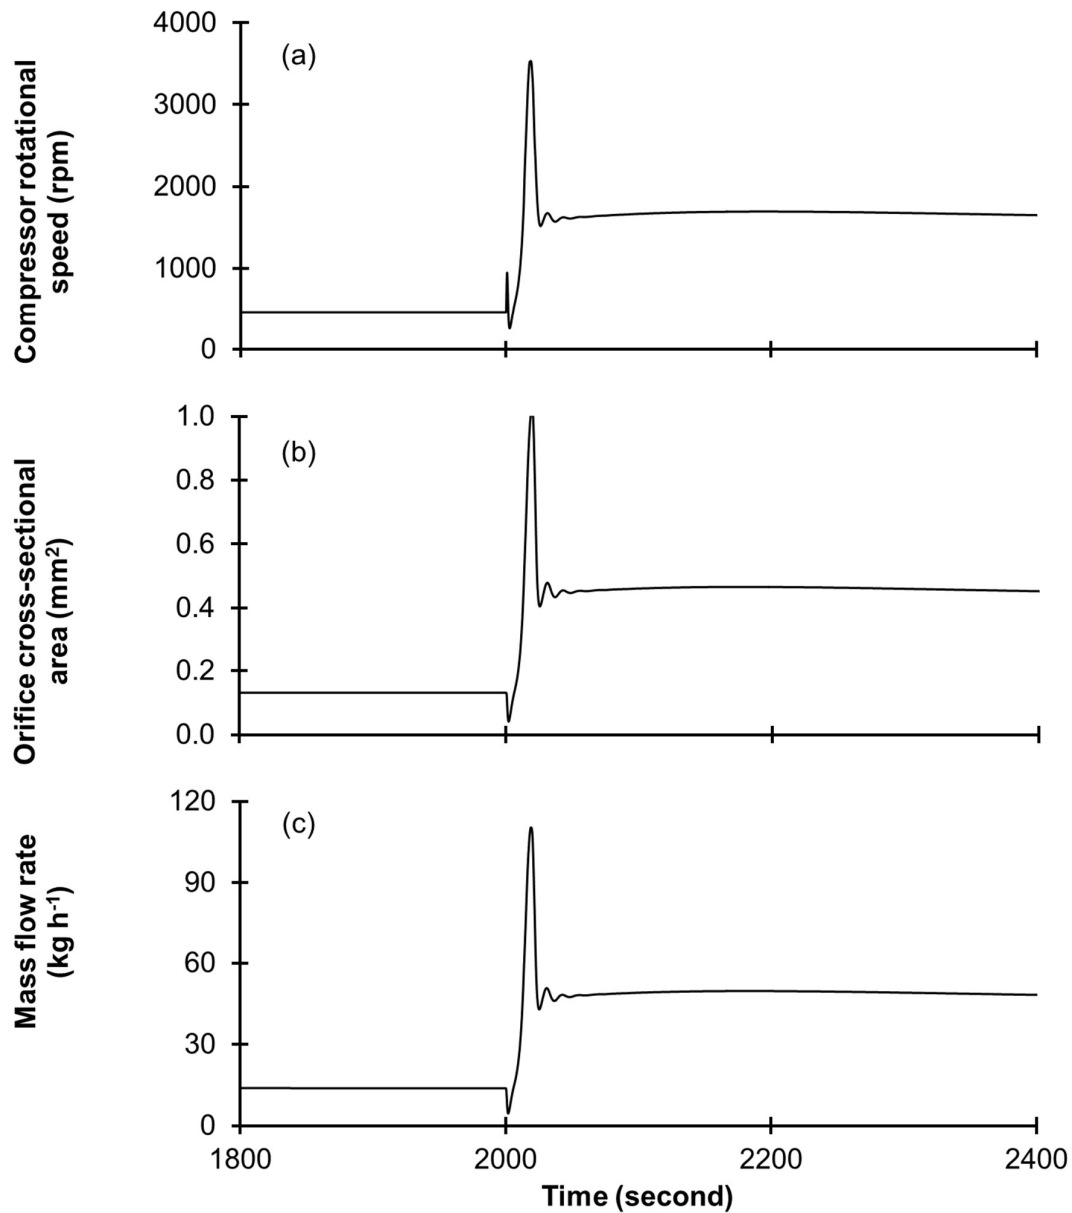 Compressor rotational
speed (rpm)
4000
3000
2000
1000
0
(a)
Orifice cross-sectional
area (mm²)
1.0
0.8
0.6
0.4
0.2
0.0
(b)
Mass flow rate
(kg h⁻¹)
120
90
60
30
0
(c)
1800 2000 2200 2400
Time (second)